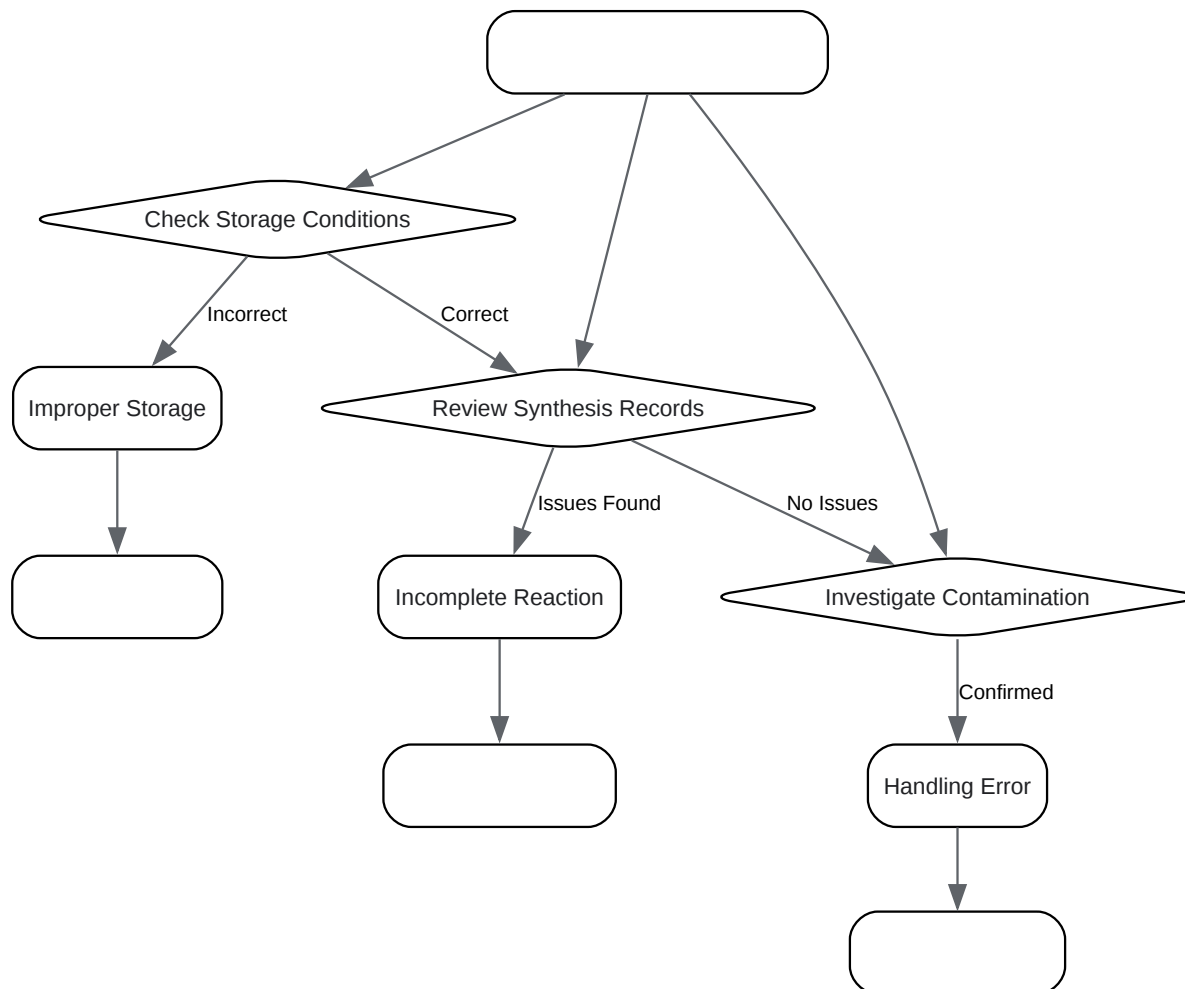 Check Storage Conditions
Incorrect
Correct
Improper Storage
Review Synthesis Records
Issues Found
No Issues
Incomplete Reaction
Investigate Contamination
Confirmed
Handling Error